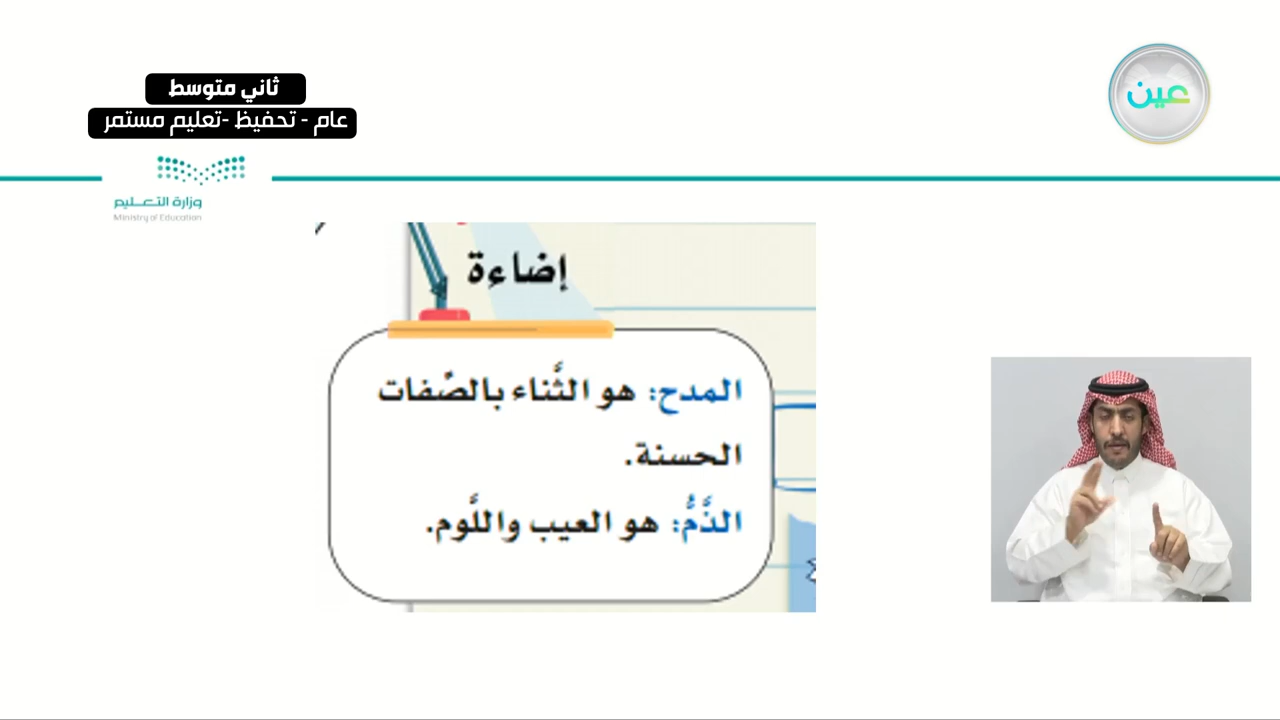 ثاني متوسط
عام - تحفيظ -تعليم مستمر
عين
وزارة التعـــليم
Ministry of Education
إضاءة
المدح: هو الثَّناء بالصِّفات
الحسنة.
الذَّمُّ: هو العيب واللَّوم.